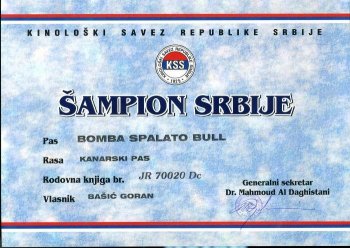 KINOLOŠKI SAVEZ REPUBLIKE SRBIJE
KSS
ŠAMPION SRBIJE
Pas BOMBA SPALATO BULL
Rasa KANARSKI PAS
Rodovna knjiga br JR 70020 Dc
Vlasnik BAŠIĆ GORAN
Generalni sekretar
Dr. Mahmoud Al Daghistani